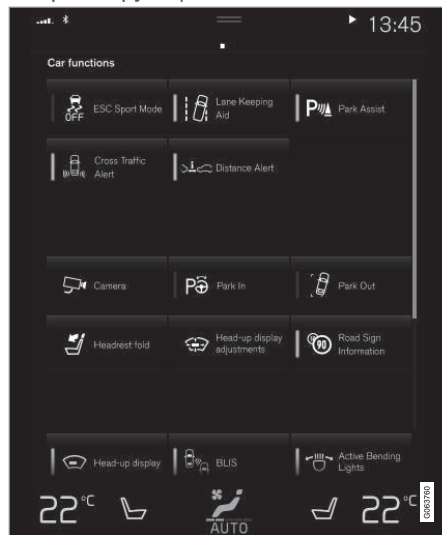 13:45
Car functions
OFF
ESC Sport Mode
Lane Keeping
Aid
P
Park Assist
Cross Traffic
Alert
Distance Alert
Camera
P
Park In
Park Out
Headrest fold
Head-up display
adjustments
90
Road Sign
Information
Head-up display
BLIS
Active Bending
Lights
22°C
AUTO
22°C
G063760